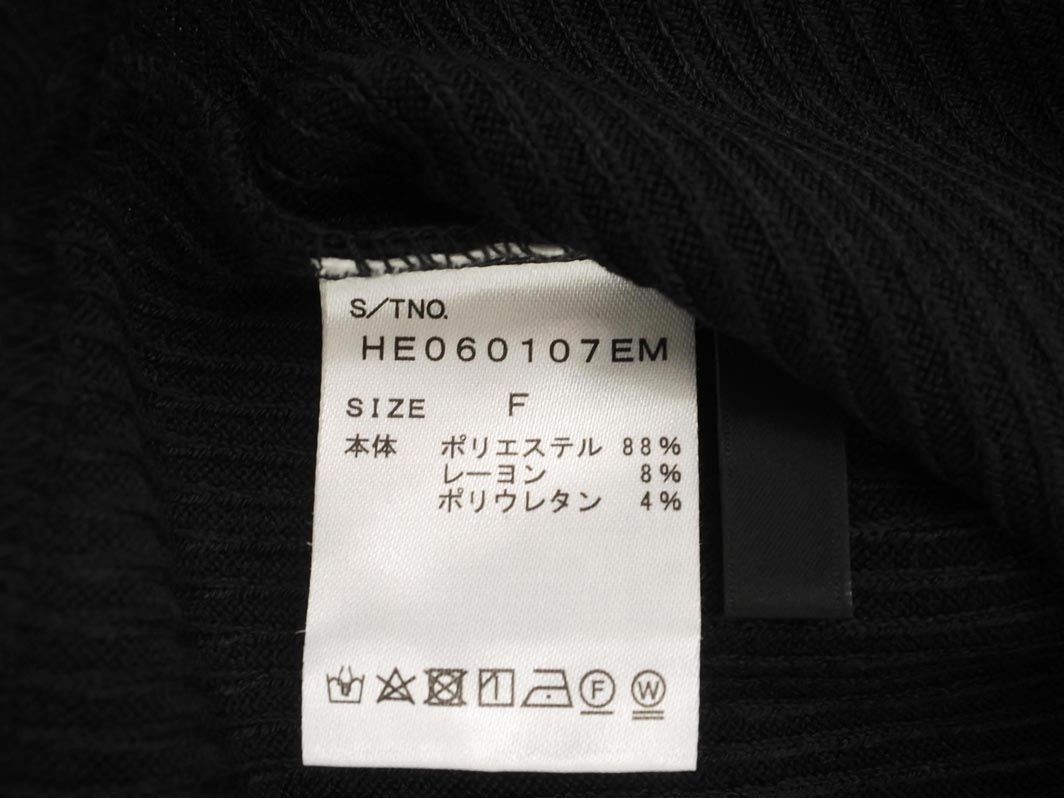 S/TNO.
HE060107EM
SIZE F
本体 ポリエステル 88%
レーヨン 8%
ポリウレタン 4%
F W